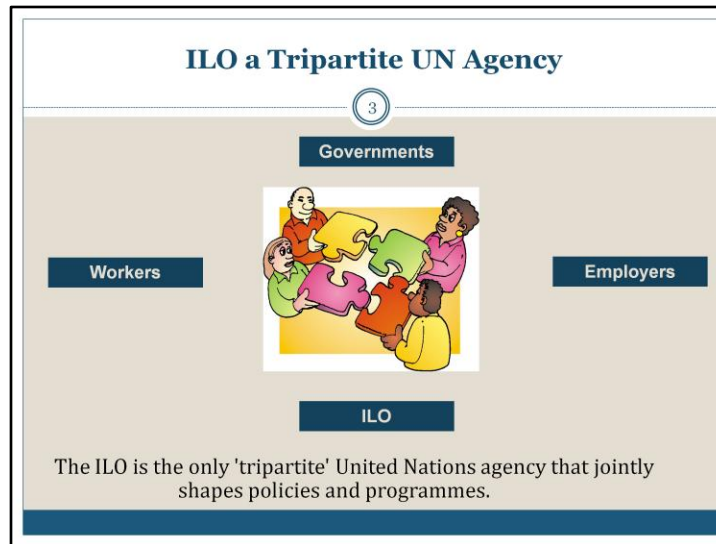 ILO a Tripartite UN Agency
3
Governments
Workers
Employers
ILO
The ILO is the only 'tripartite' United Nations agency that jointly
shapes policies and programmes.